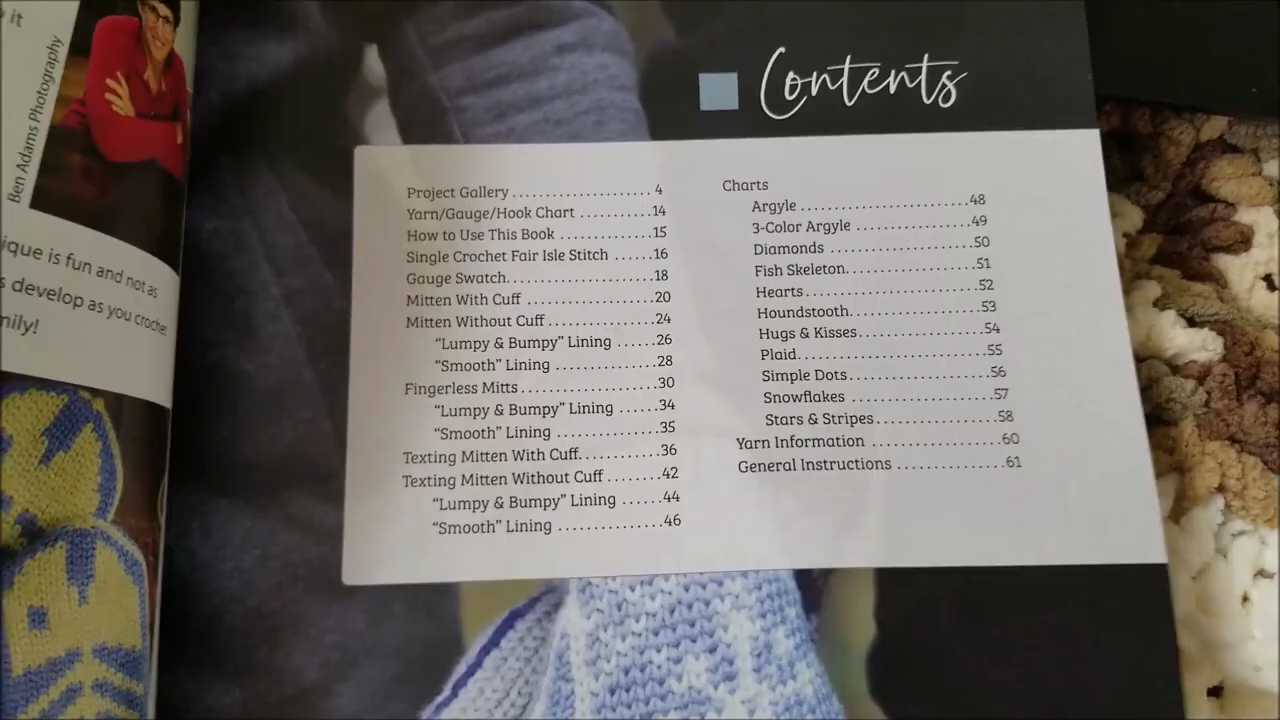 it
Ben Adams Photography
ique is fun and not as
s develop as you crochet
mily!
Contents
Project Gallery.....................4
Yarn/Gauge/Hook Chart ...........14
How to Use This Book ..............15
Single Crochet Fair Isle Stitch ......16
Gauge Swatch......................18
Mitten With Cuff ...................20
Mitten Without Cuff................24
"Lumpy & Bumpy" Lining ......26
"Smooth" Lining ...............28
Fingerless Mitts.....................30
"Lumpy & Bumpy" Lining ......34
"Smooth" Lining ...............35
Texting Mitten With Cuff............36
Texting Mitten Without Cuff ........42
"Lumpy & Bumpy" Lining ......44
"Smooth" Lining ...............46
Charts
Argyle .........................48
3-Color Argyle .................49
Diamonds .....................50
Fish Skeleton...................51
Hearts.........................52
Houndstooth...................53
Hugs & Kisses..................54
Plaid...........................55
Simple Dots....................56
Snowflakes ....................57
Stars & Stripes..................58
Yarn Information ...................60
General Instructions ................61